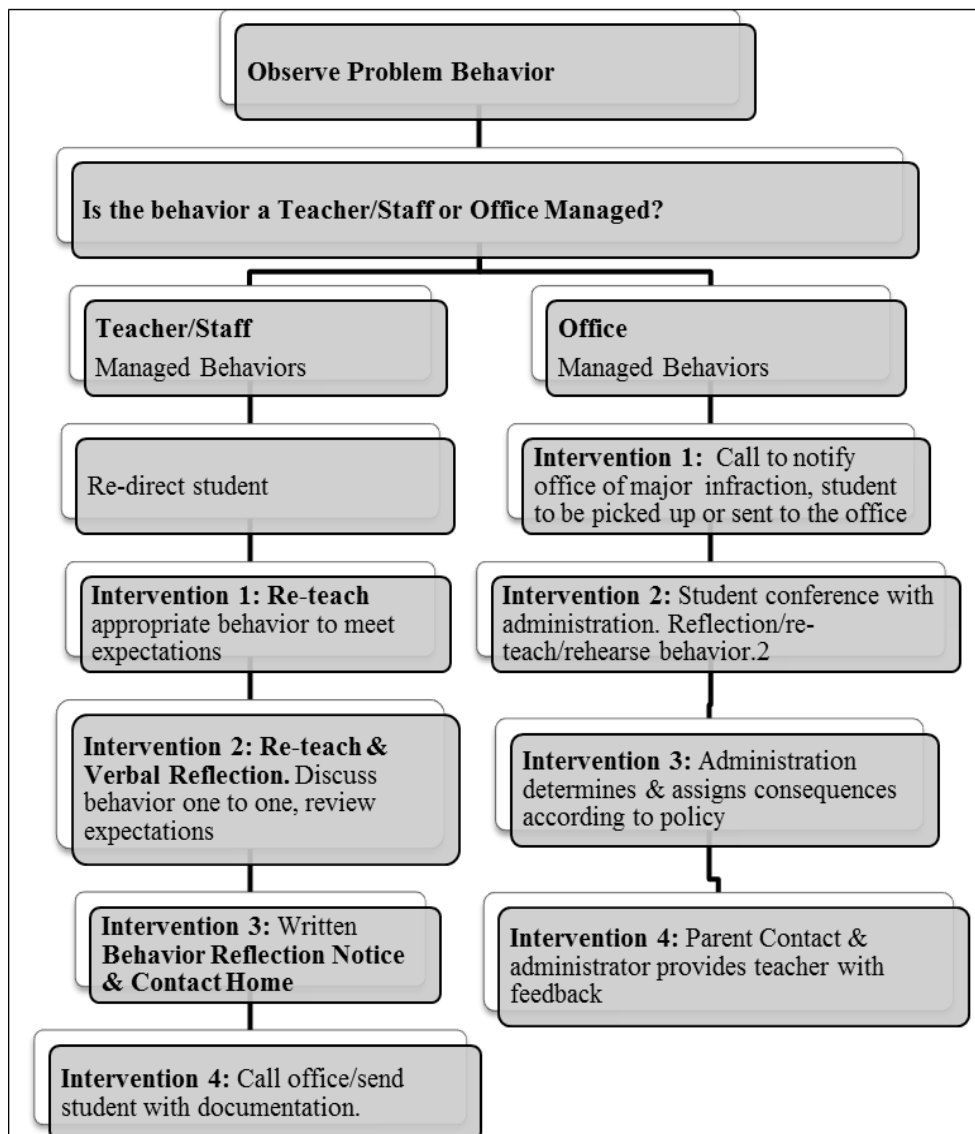 Observe Problem Behavior
Is the behavior a Teacher/Staff or Office Managed?
Teacher/Staff
Managed Behaviors
Office
Managed Behaviors
Re-direct student
Intervention 1: Call to notify
office of major infraction, student
to be picked up or sent to the office
Intervention 1: Re-teach
appropriate behavior to meet
expectations
Intervention 2: Student conference with
administration. Reflection/re-
teach/rehearse behavior.2
Intervention 2: Re-teach &
Verbal Reflection. Discuss
behavior one to one, review
expectations
Intervention 3: Administration
determines & assigns consequences
according to policy
Intervention 3: Written
Behavior Reflection Notice
& Contact Home
Intervention 4: Parent Contact &
administrator provides teacher with
feedback
Intervention 4: Call office/send
student with documentation.